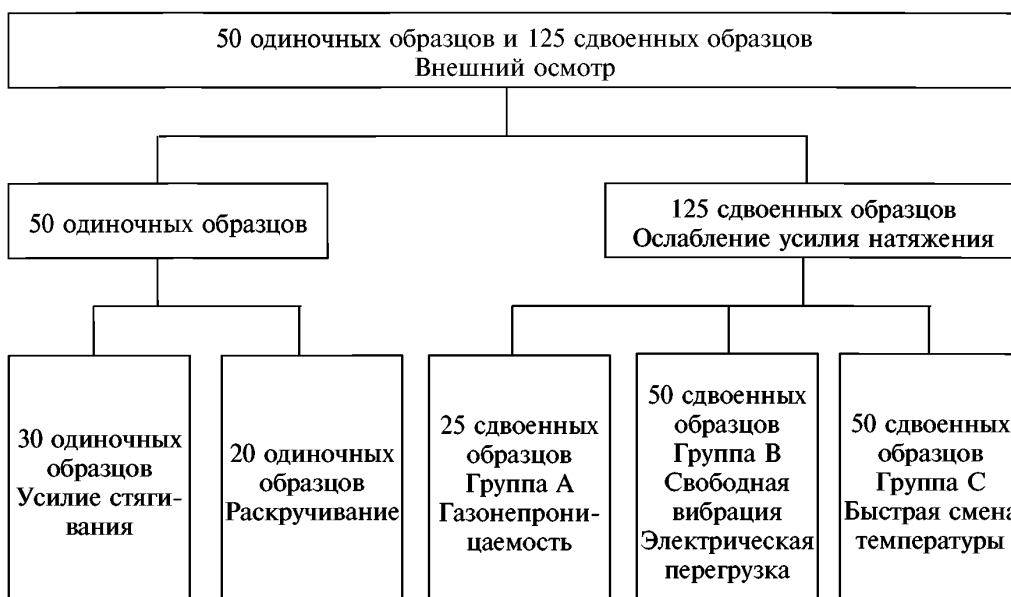 50 одиночных образцов и 125 сдвоенных образцов
Внешний осмотр
50 одиночных образцов
125 сдвоенных образцов
Ослабление усилия натяжения
30 одиночных
образцов
Усилие стяги-
вания
20 одиночных
образцов
Раскручивание
25 сдвоенных
образцов
Группа А
Газонепрони-
цаемость
50 сдвоенных
образцов
Группа В
Свободная
вибрация
Электрическая
перегрузка
50 сдвоенных
образцов
Группа С
Быстрая смена
температуры